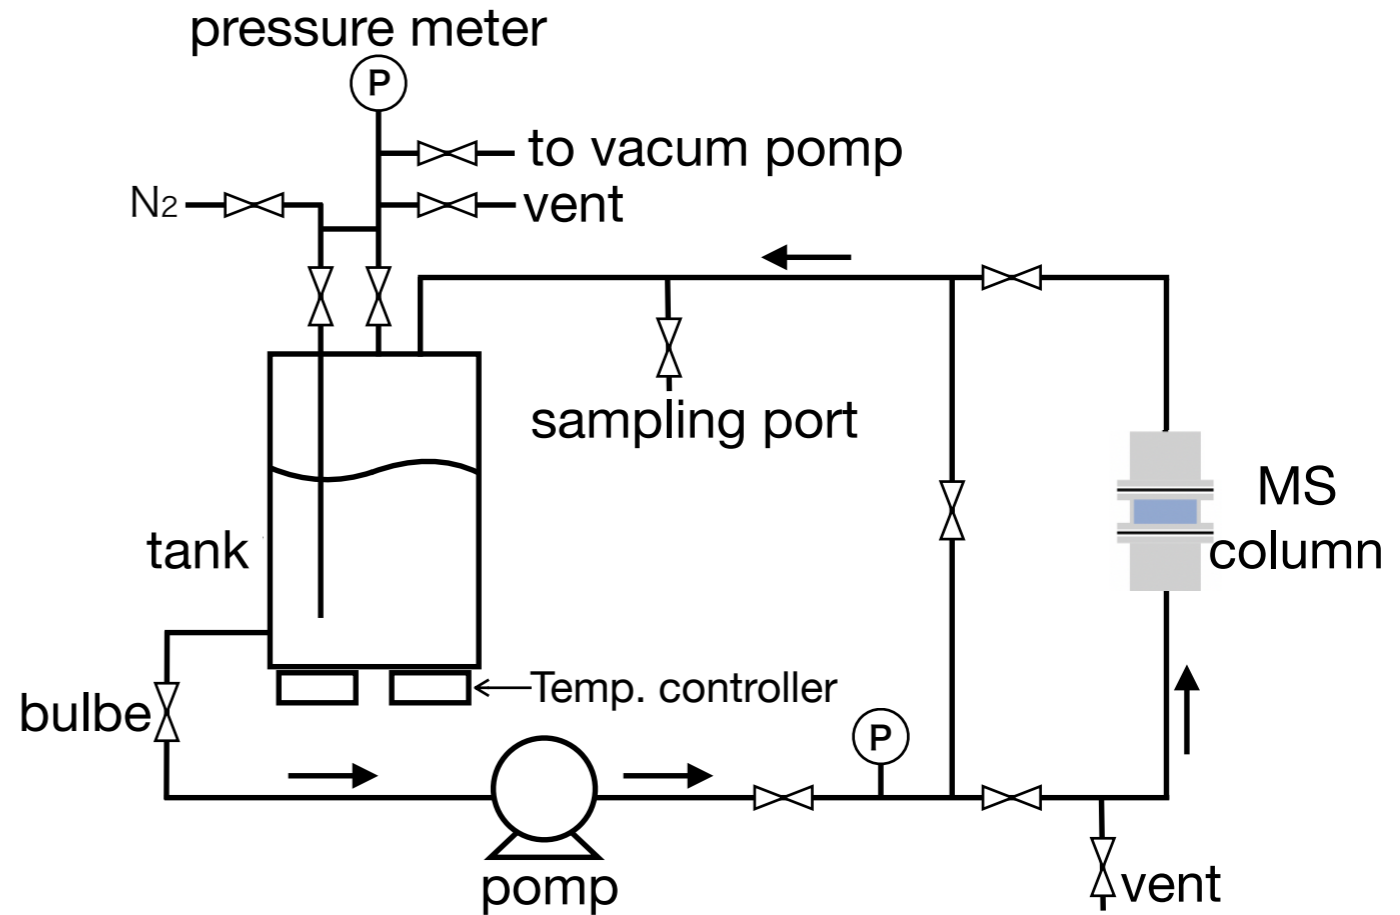 pressure meter
P
to vacum pomp
N2
vent
sampling port
MS
column
tank
Temp. controller
bulbe
P
pomp
vent